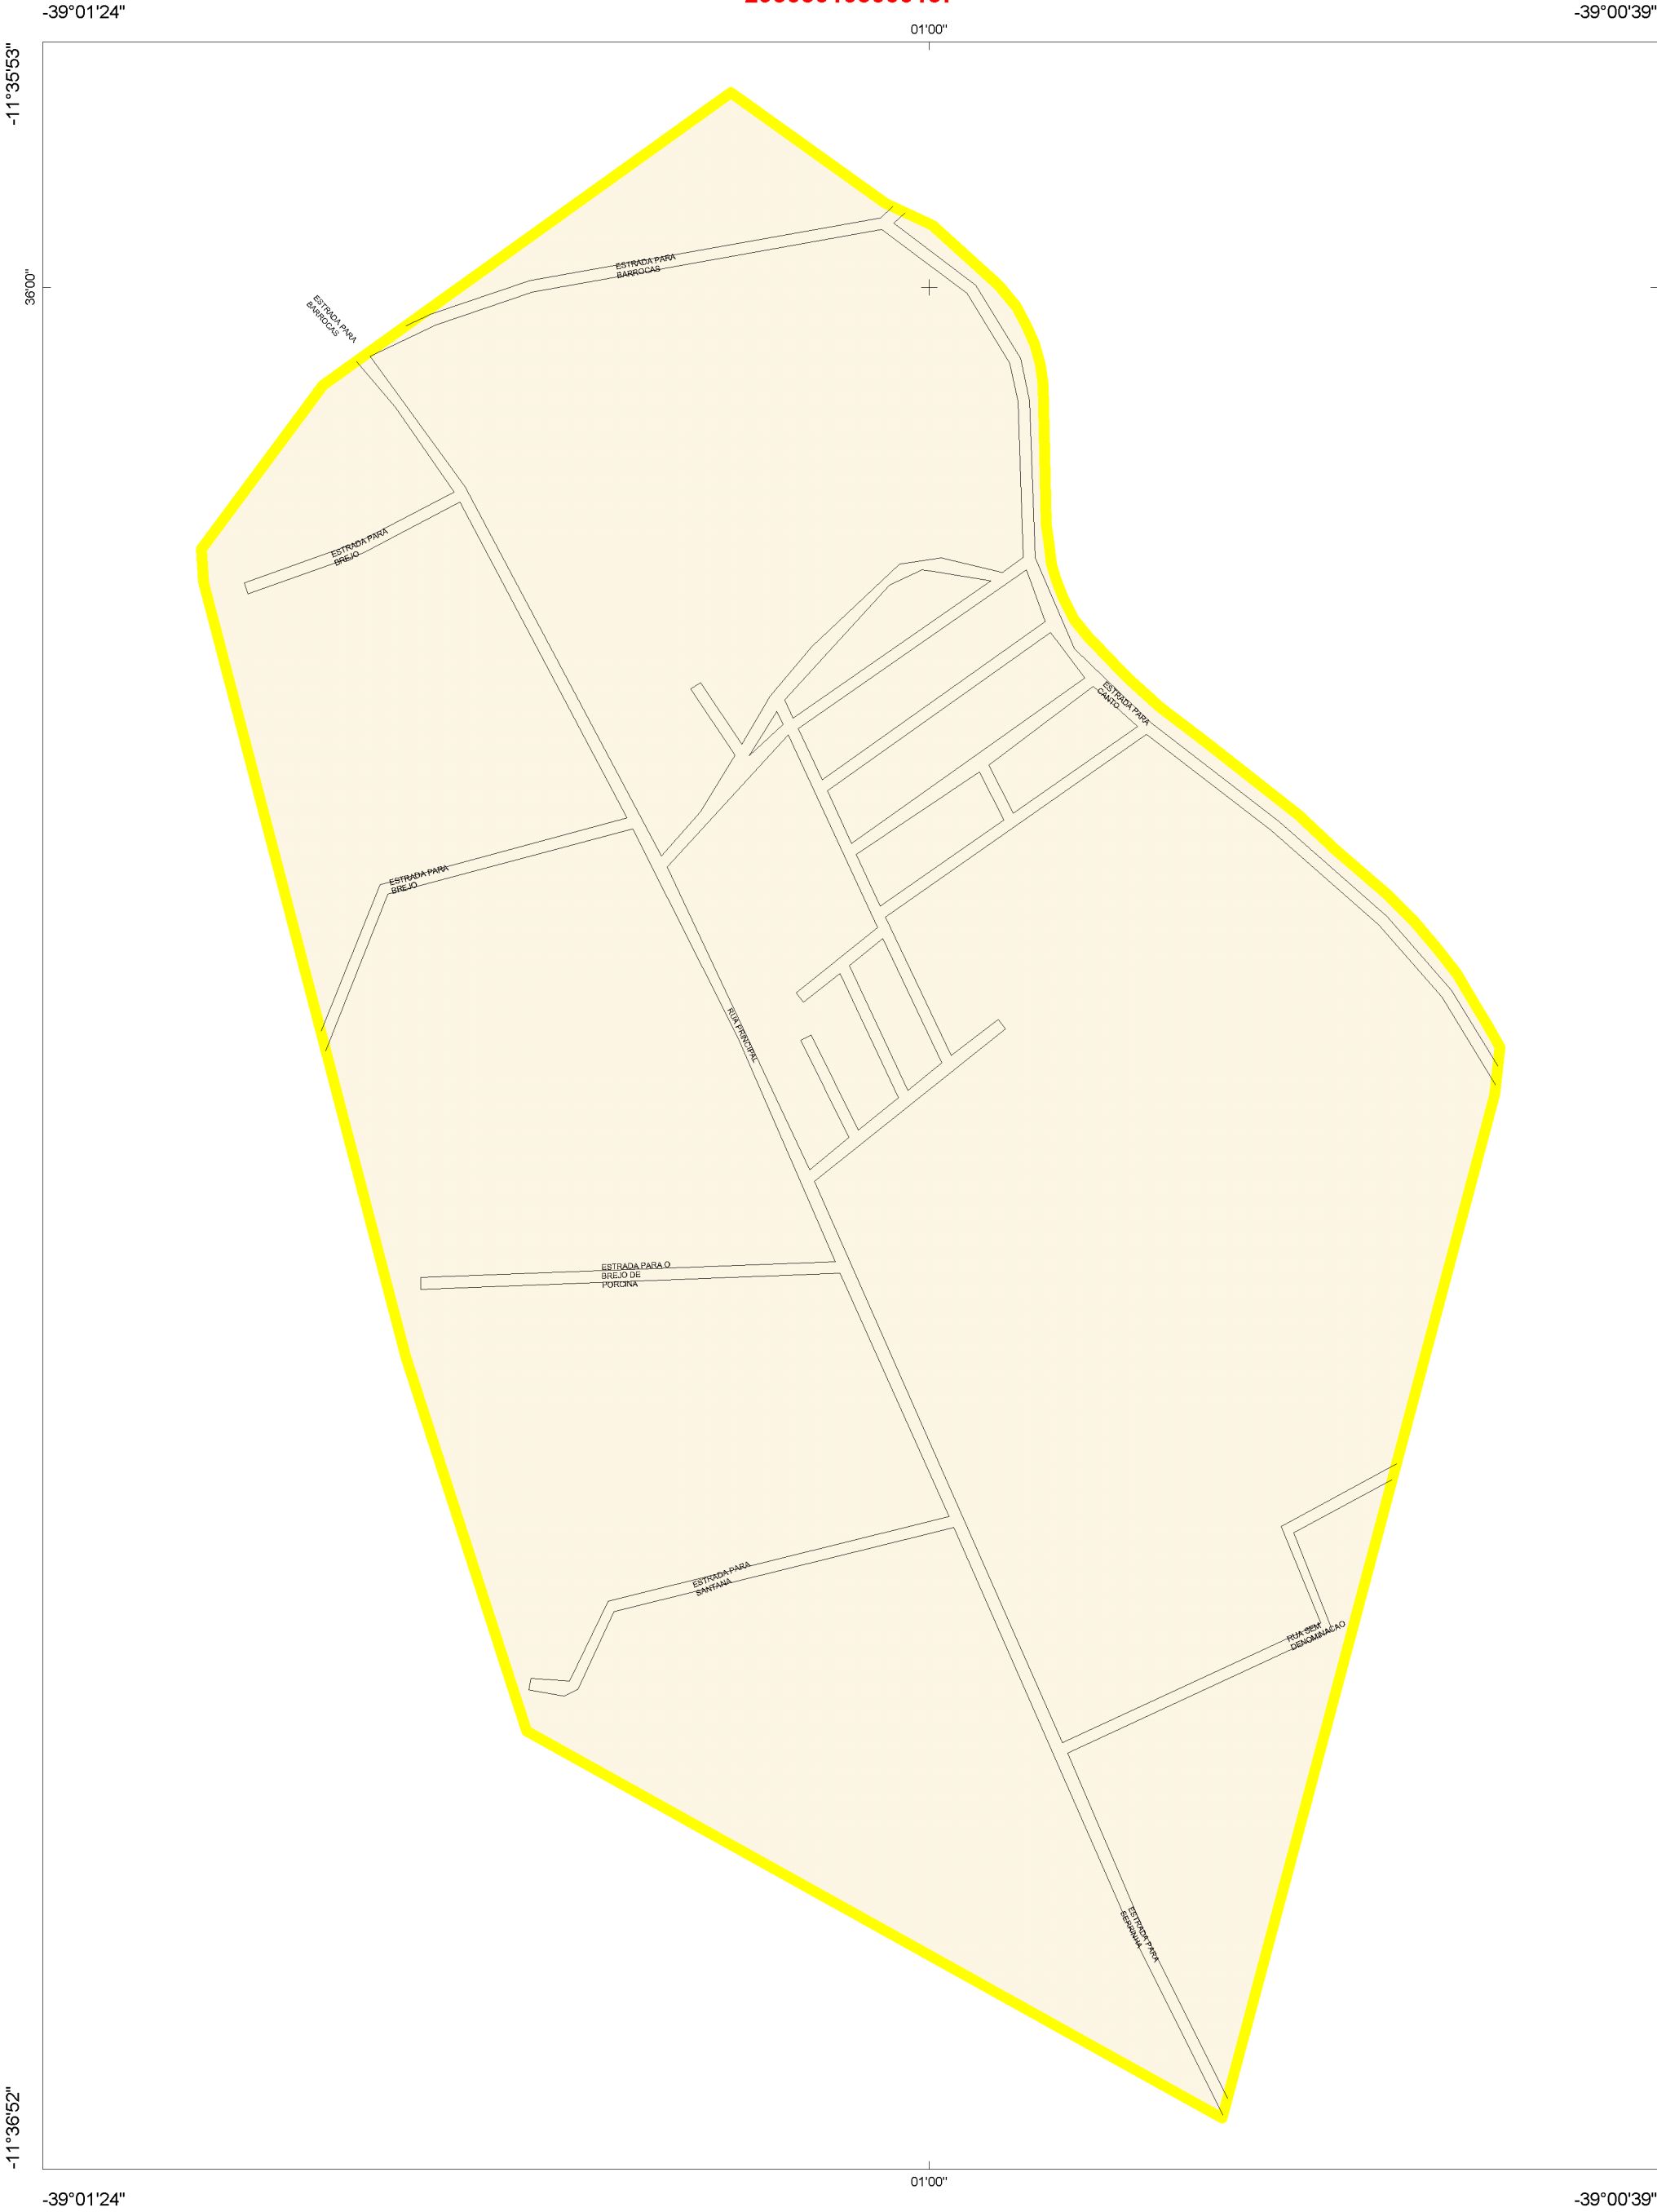 -39°01'24"
-39°00'39"
01'00"
-11°35'53"
36'00"
ESTRADA PARA
BARROCAS
ESTRADA PARA
BARROCAS
ESTRADA PARA
BREJO
ESTRADA PARA
CANTO
ESTRADA PARA
BREJO
RUA PRINCIPAL
ESTRADA PARA O
BREJO DE
PORCINA
ESTRADA PARA
SANTANA
RUA SEM
DENOMINACAO
ESTRADA PARA
SERRINHA
-11°36'52"
01'00"
-39°01'24"
-39°00'39"